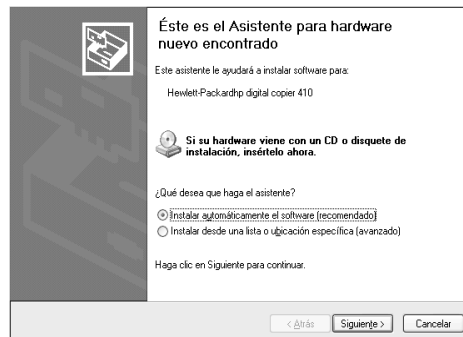 Éste es el Asistente para hardware
nuevo encontrado
Este asistente le ayudará a instalar software para:
Hewlett-Packardhp digital copier 410
Si su hardware viene con un CD o disquete de
instalación, insértelo ahora.
¿Qué desea que haga el asistente?
Instalar automáticamente el software (recomendado)
Instalar desde una lista o ubicación específica (avanzado)
Haga clic en Siguiente para continuar.
< Atrás
Siguiente >
Cancelar